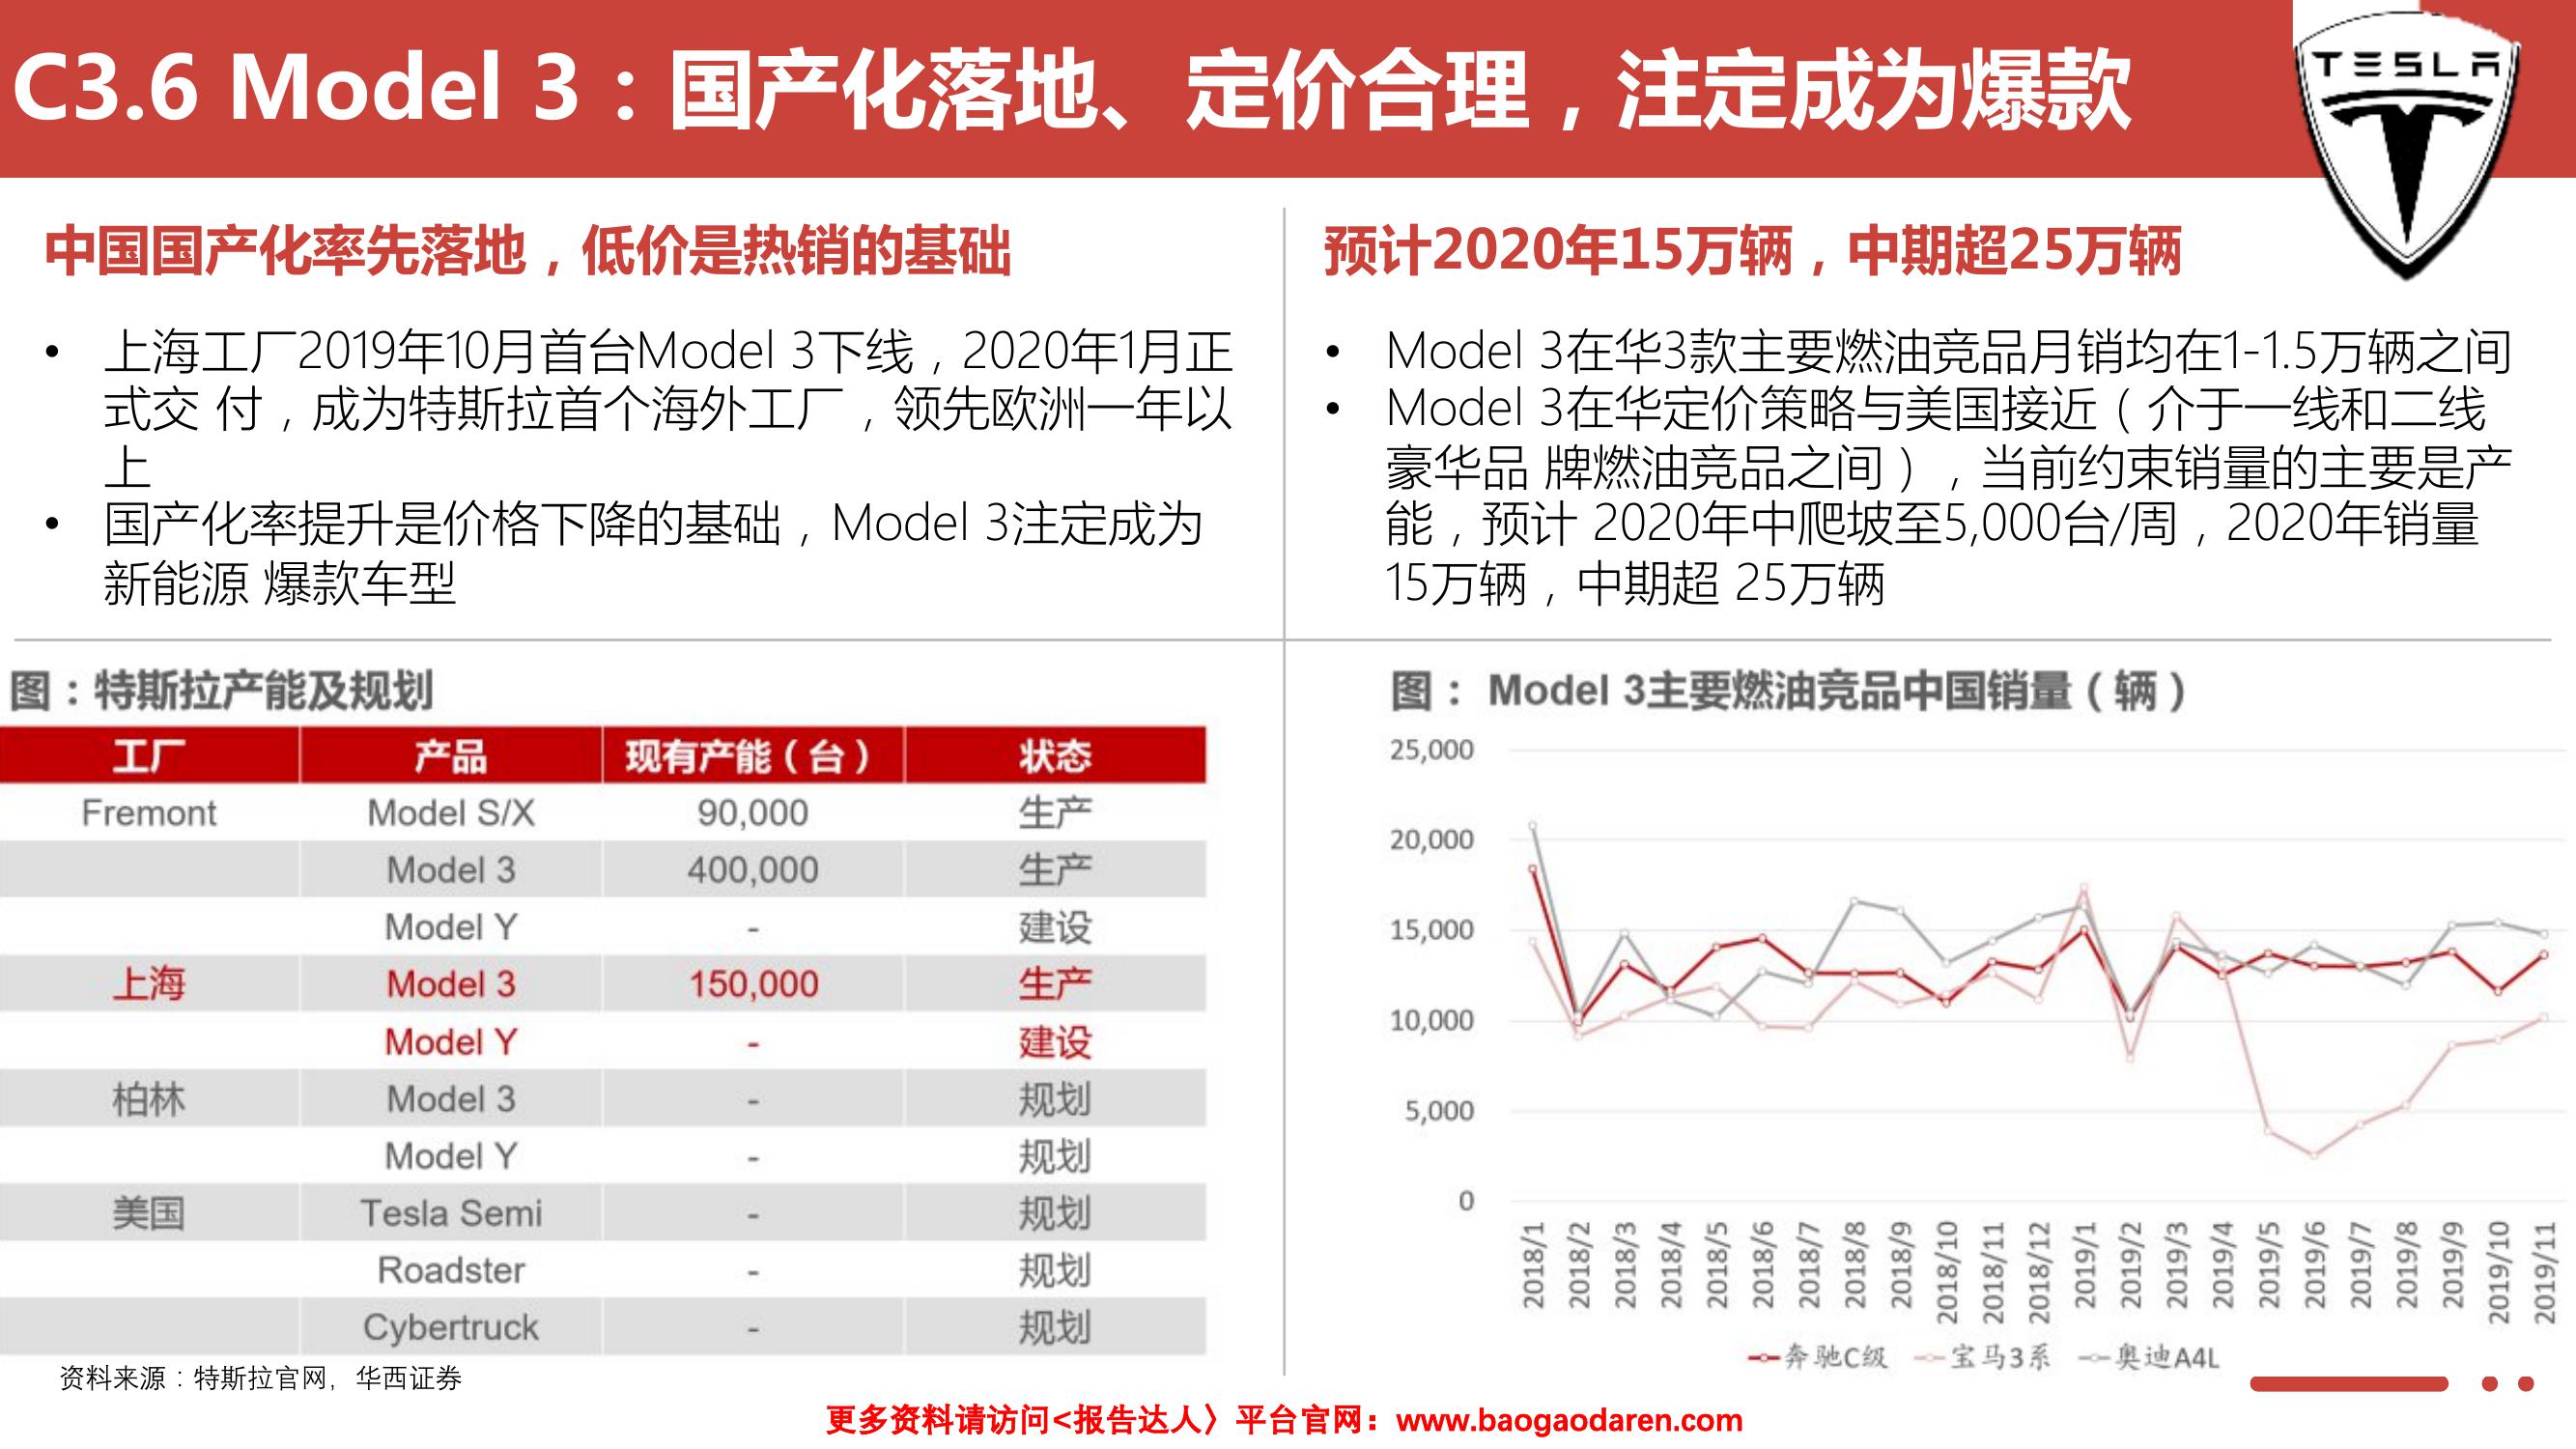 C3.6 Model 3：国产化落地、定价合理，注定成为爆款
TESLA
中国国产化率先落地，低价是热销的基础
• 上海工厂2019年10月首台Model 3下线，2020年1月正
式交 付，成为特斯拉首个海外工厂，领先欧洲一年以
上
• 国产化率提升是价格下降的基础，Model 3注定成为
新能源 爆款车型
预计2020年15万辆，中期超25万辆
• Model 3在华3款主要燃油竞品月销均在1-1.5万辆之间
• Model 3在华定价策略与美国接近（介于一线和二线
豪华品 牌燃油竞品之间），当前约束销量的主要是产
能，预计 2020年中爬坡至5,000台/周，2020年销量
15万辆，中期超 25万辆
图：特斯拉产能及规划
工厂 产品 现有产能（台） 状态
Fremont Model S/X 90,000 生产
Model 3 400,000 生产
Model Y - 建设
上海 Model 3 150,000 生产
Model Y - 建设
柏林 Model 3 - 规划
Model Y - 规划
美国 Tesla Semi - 规划
Roadster - 规划
Cybertruck - 规划
资料来源：特斯拉官网，华西证券
图： Model 3主要燃油竞品中国销量（辆）
25,000
20,000
15,000
10,000
5,000
0
2018/1 2018/2 2018/3 2018/4 2018/5 2018/6 2018/7 2018/8 2018/9 2018/10 2018/11 2018/12 2019/1 2019/2 2019/3 2019/4 2019/5 2019/6 2019/7 2019/8 2019/9 2019/10 2019/11
奔驰C级 宝马3系 奥迪A4L
更多资料请访问<报告达人〉平台官网：www.baogaodaren.com